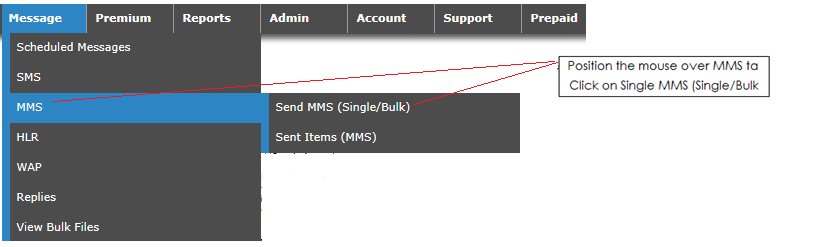 Message Premium Reports Admin Account Support Prepaid
Scheduled Messages
SMS
MMS
Send MMS (Single/Bulk)
Sent Items (MMS)
HLR
WAP
Replies
View Bulk Files
Position the mouse over MMS ta
Click on Single MMS (Single/Bulk